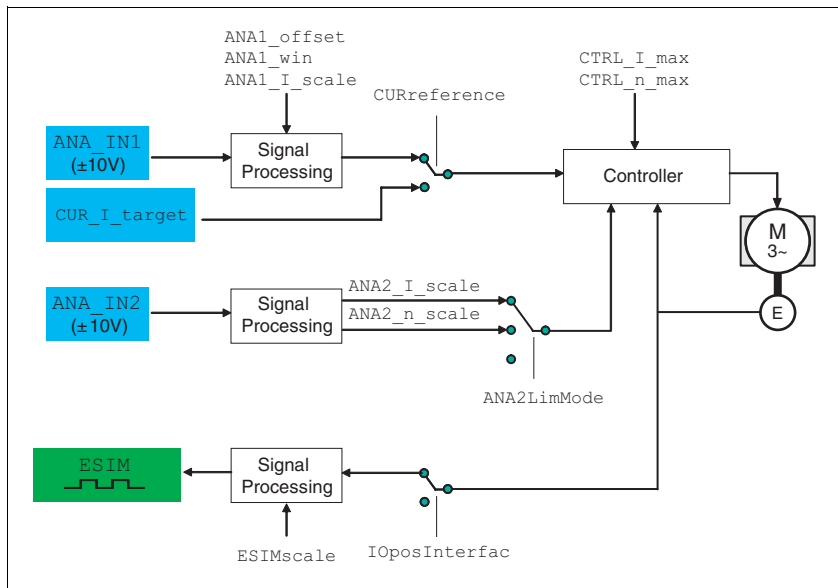 ANA1_offset
ANA1_win
ANA1_I_scale
CURreference
CTRL_I_max
CTRL_n_max
ANA_IN1
(±10V)
Signal
Processing
Controller
CUR_I_target
M
3~
E
ANA_IN2
(±10V)
Signal
Processing
ANA2_I_scale
ANA2_n_scale
ANA2LimMode
ESIM
Signal
Processing
ESIMscale
IOposInterfac